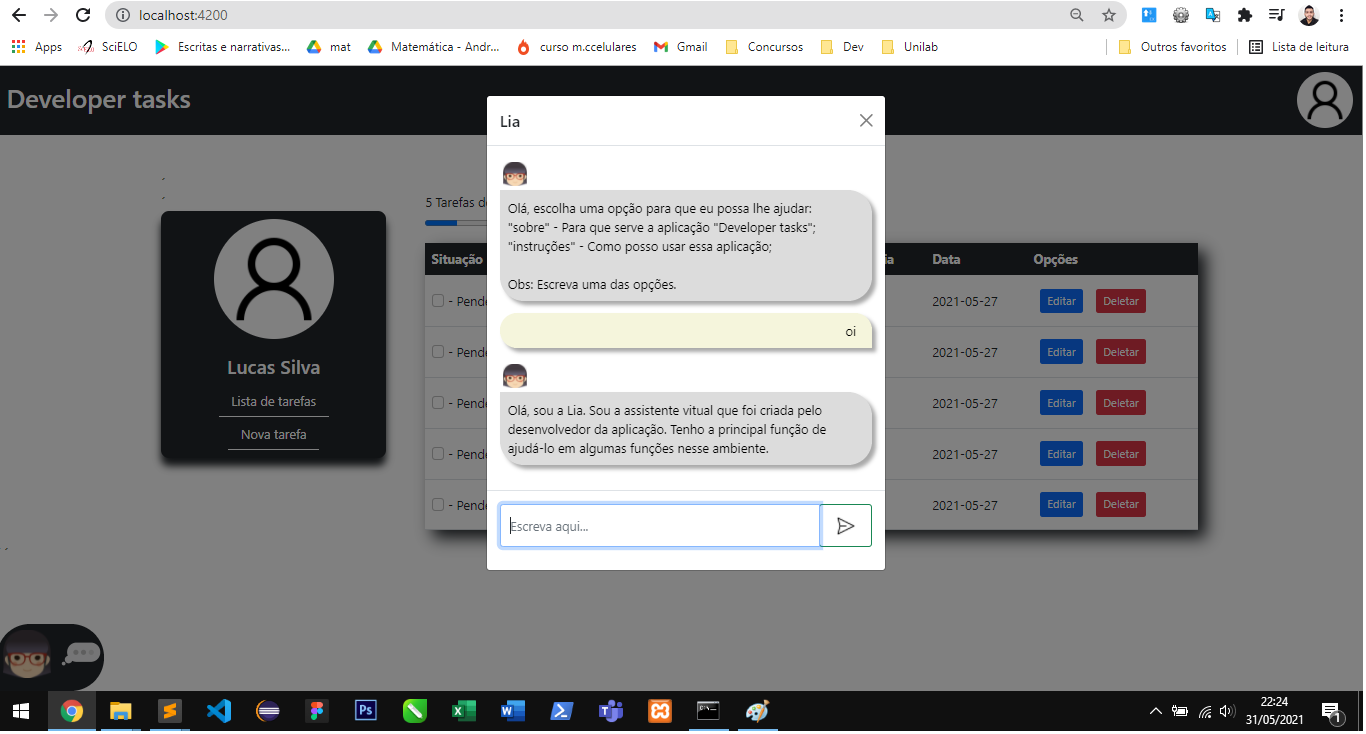 localhost:4200
Apps
SciELO
Escritas e narrativas...
mat
Matemática - Andr...
curso m.ccelulares
Gmail
Concursos
Dev
Unilab
Outros favoritos
Lista de leitura
Developer tasks
Lucas Silva
Lista de tarefas
Nova tarefa
5 Tarefas
Situação
Data
Opções
- Pend
2021-05-27
Editar
Deletar
- Pend
2021-05-27
Editar
Deletar
- Pend
2021-05-27
Editar
Deletar
- Pend
2021-05-27
Editar
Deletar
- Pend
2021-05-27
Editar
Deletar
Lia
Olá, escolha uma opção para que eu possa lhe ajudar:
"sobre" - Para que serve a aplicação "Developer tasks";
"instruções" - Como posso usar essa aplicação;
Obs: Escreva uma das opções.
oi
Olá, sou a Lia. Sou a assistente vitual que foi criada pelo
desenvolvedor da aplicação. Tenho a principal função de
ajudá-lo em algumas funções nesse ambiente.
Escreva aqui...
Ps
22:24
31/05/2021
1